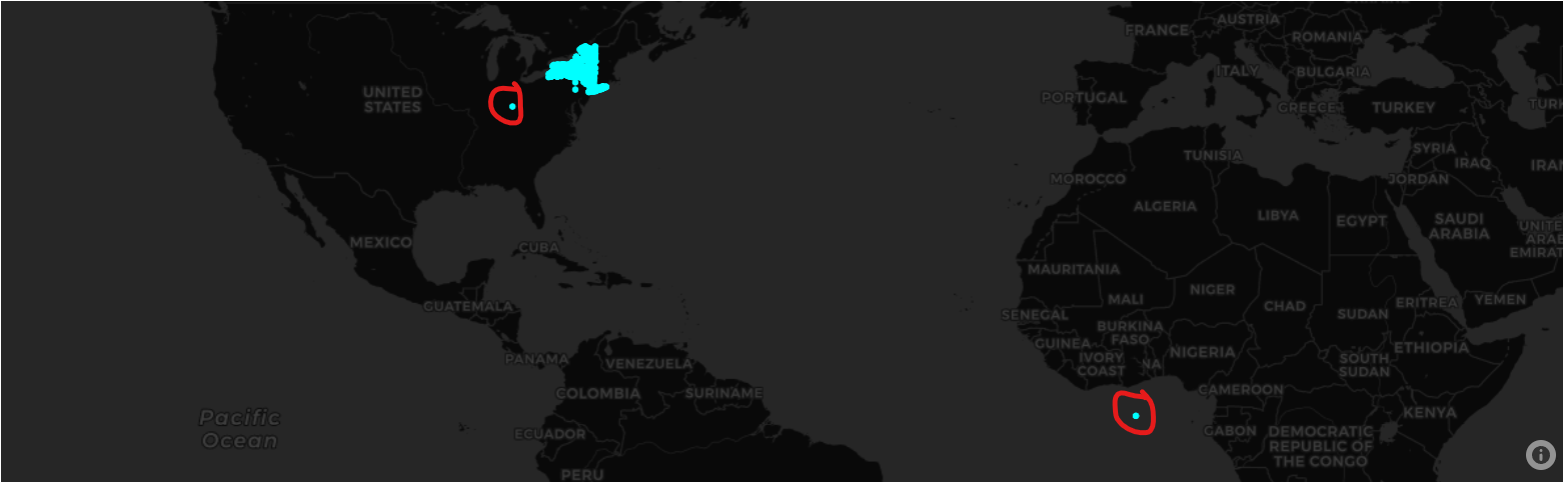 FRANCE
AUSTRIA
ROMANIA
ITALY
BULGARIA
UNITED
STATES
PORTUGAL
GREECE
TURKEY
TUNISIA
SYRIA
IRAQ
MOROCCO
JORDAN
ALGERIA
LIBYA
EGYPT
SAUDI
ARABIA
MEXICO
CUBA
MAURITANIA
MALI
NIGER
CHAD
SUDAN
ERITREA
YEMEN
GUATEMALA
SENEGAL
BURKINA
FASO
GUINEA
IVORY
COAST
NA
NIGERIA
SOUTH
SUDAN
ETHIOPIA
PANAMA
VENEZUELA
COLOMBIA
SURINAME
CAMEROON
Pacific
Ocean
ECUADOR
GABON
DEMOCRATIC
REPUBLIC OF
THE CONGO
KENYA
PERU
UNITE
ARAB
EMIRAT
IRAN
i